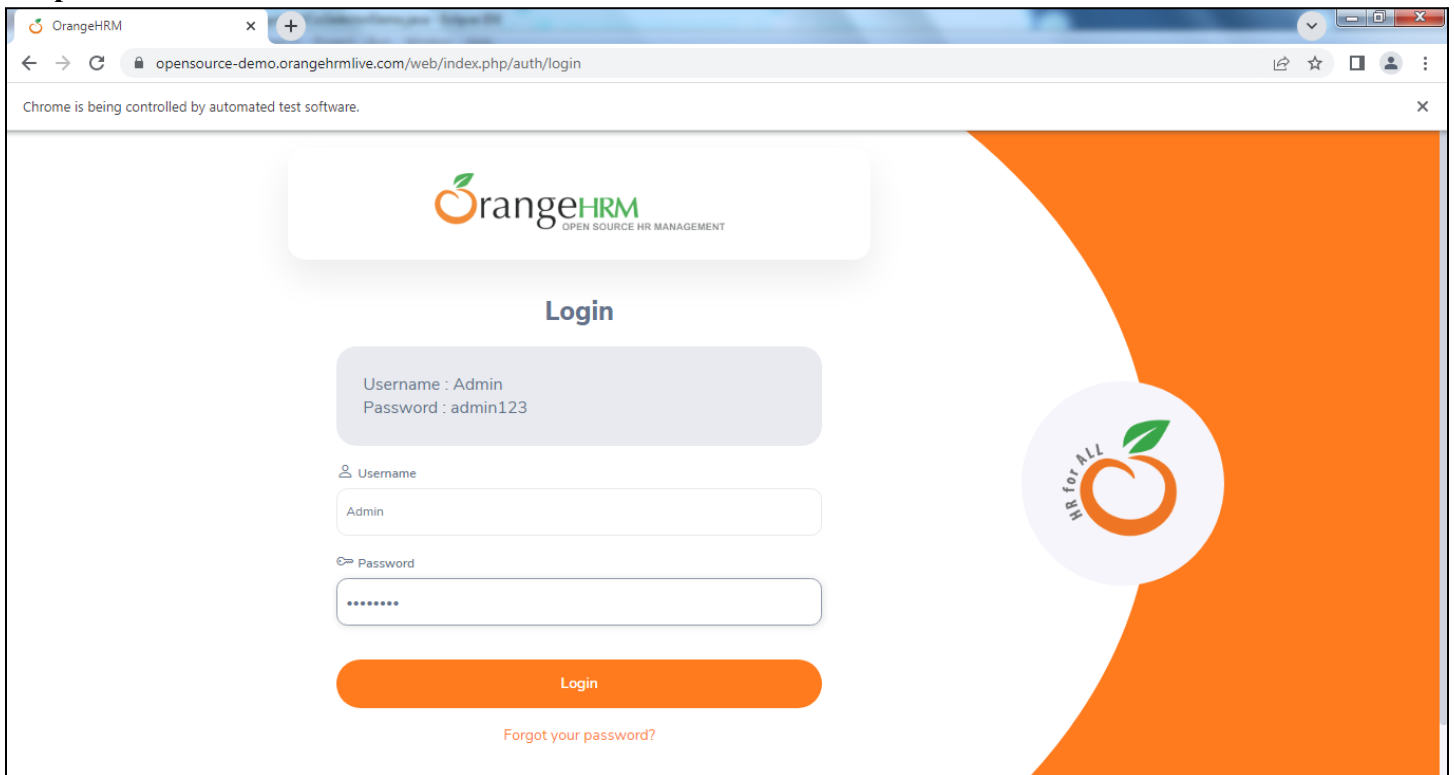 OrangeHRM
opensource-demo.orangehrmlive.com/web/index.php/auth/login
Chrome is being controlled by automated test software.
OrangeHRM
OPEN SOURCE HR MANAGEMENT
Login
Username : Admin
Password : admin123
Username
Admin
Password
••••••••
Login
Forgot your password?
HR for ALL